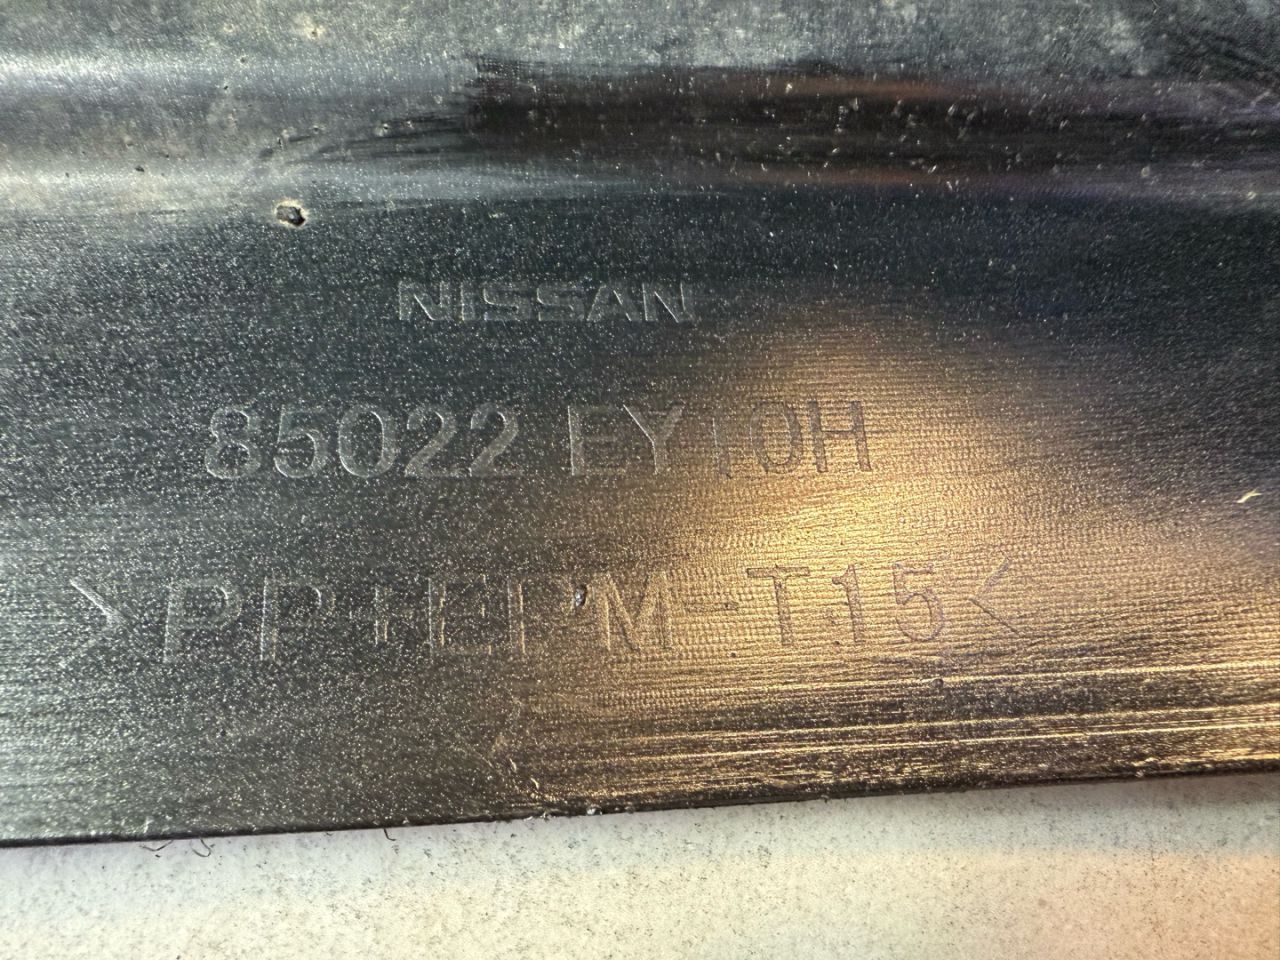 NISSAN
85022 EY10H
>PP+EPM-T15<